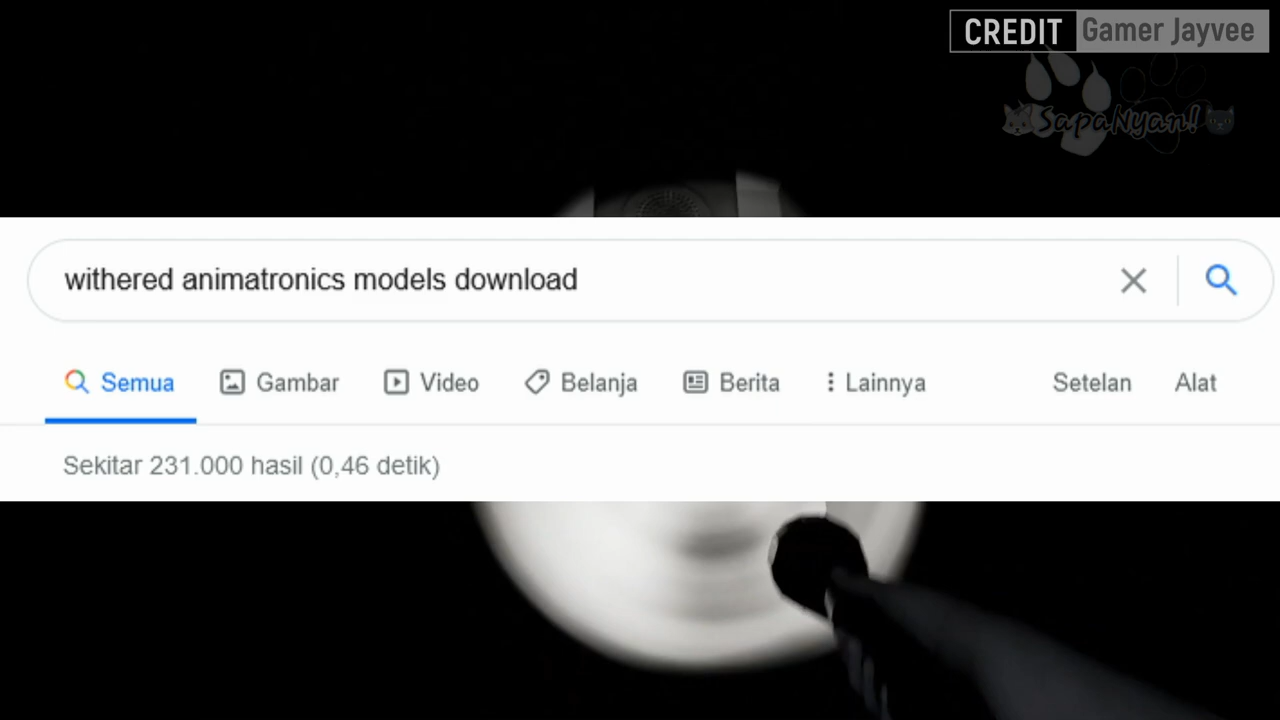 CREDIT Gamer Jayvee
SapaNyan!
withered animatronics models download
Semua Gambar Video Belanja Berita Lainnya Setelan Alat
Sekitar 231.000 hasil (0,46 detik)